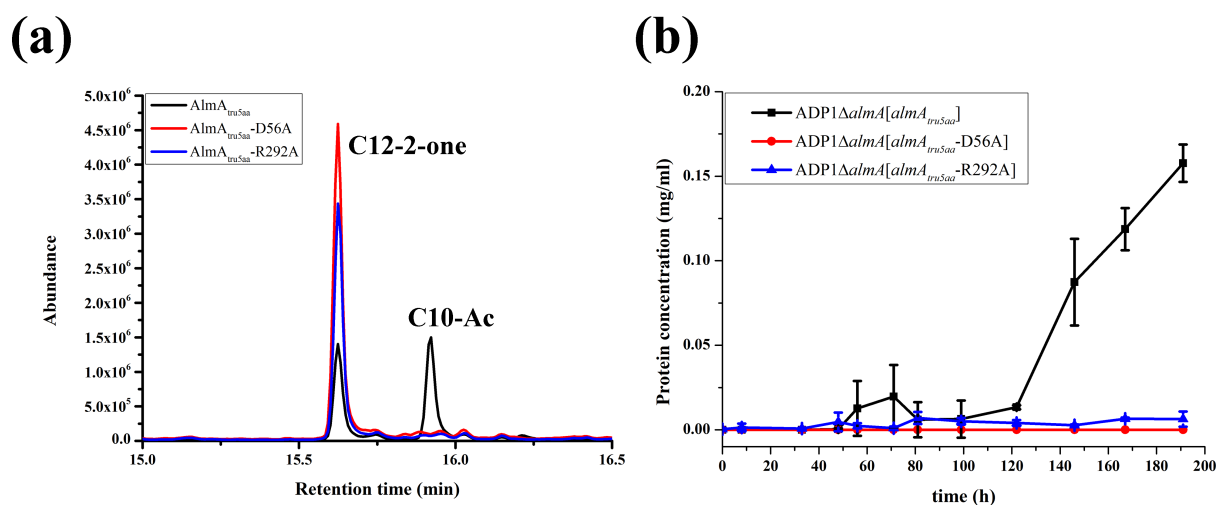 (a)
AlmAtru5aa
AlmAtru5aa-D56A
AlmAtru5aa-R292A
C12-2-one
C10-Ac
5.0x10^6
4.5x10^6
4.0x10^6
3.5x10^6
3.0x10^6
2.5x10^6
2.0x10^6
1.5x10^6
1.0x10^6
5.0x10^5
0.0
Abundance
15.0 15.5 16.0 16.5
Retention time (min)
(b)
ADP1ΔalmA[almAtru5aa]
ADP1ΔalmA[almAtru5aa-D56A]
ADP1ΔalmA[almAtru5aa-R292A]
0.20
0.15
0.10
0.05
0.00
Protein concentration (mg/ml)
0 20 40 60 80 100 120 140 160 180 200
time (h)